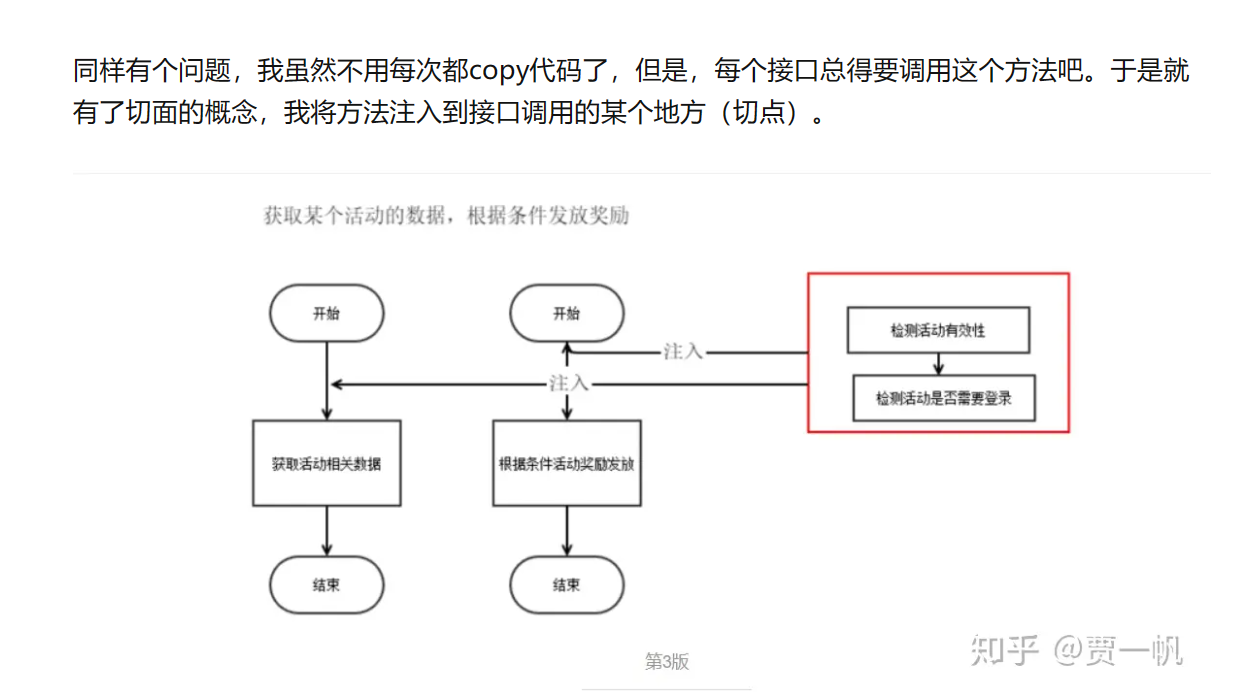 同样有个问题，我虽然不用每次都copy代码了，但是，每个接口总得要调用这个方法吧。于是就
有了切面的概念，我将方法注入到接口调用的某个地方（切点）。
获取某个活动的数据，根据条件发放奖励
开始
开始
检测活动有效性
注入
注入
检测活动是否需要登录
获取活动相关数据
根据条件活动奖励发放
结束
结束
第3版
知乎 @贾一帆